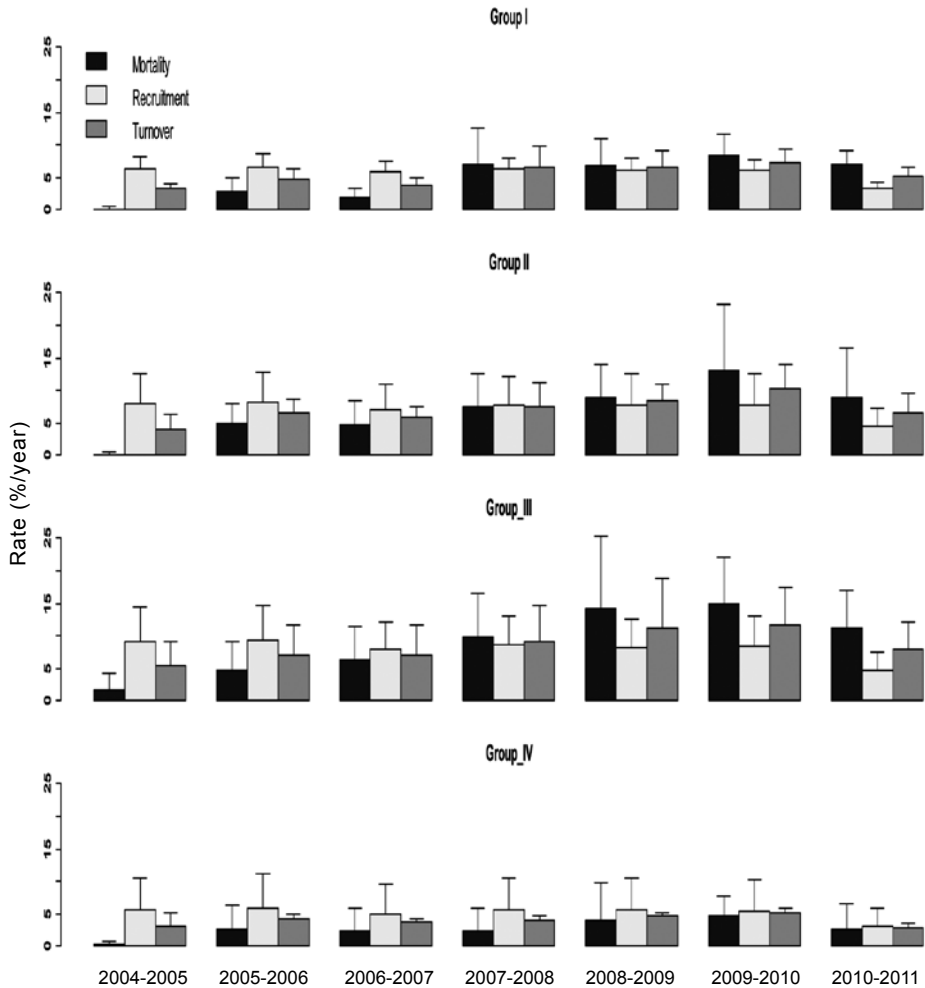 Group I
25
15
5
0
Mortality
Recruitment
Turnover
Group II
25
15
5
0
Rate (%/year)
Group_III
25
15
5
0
Group_IV
25
15
5
0
2004-2005 2005-2006 2006-2007 2007-2008 2008-2009 2009-2010 2010-2011